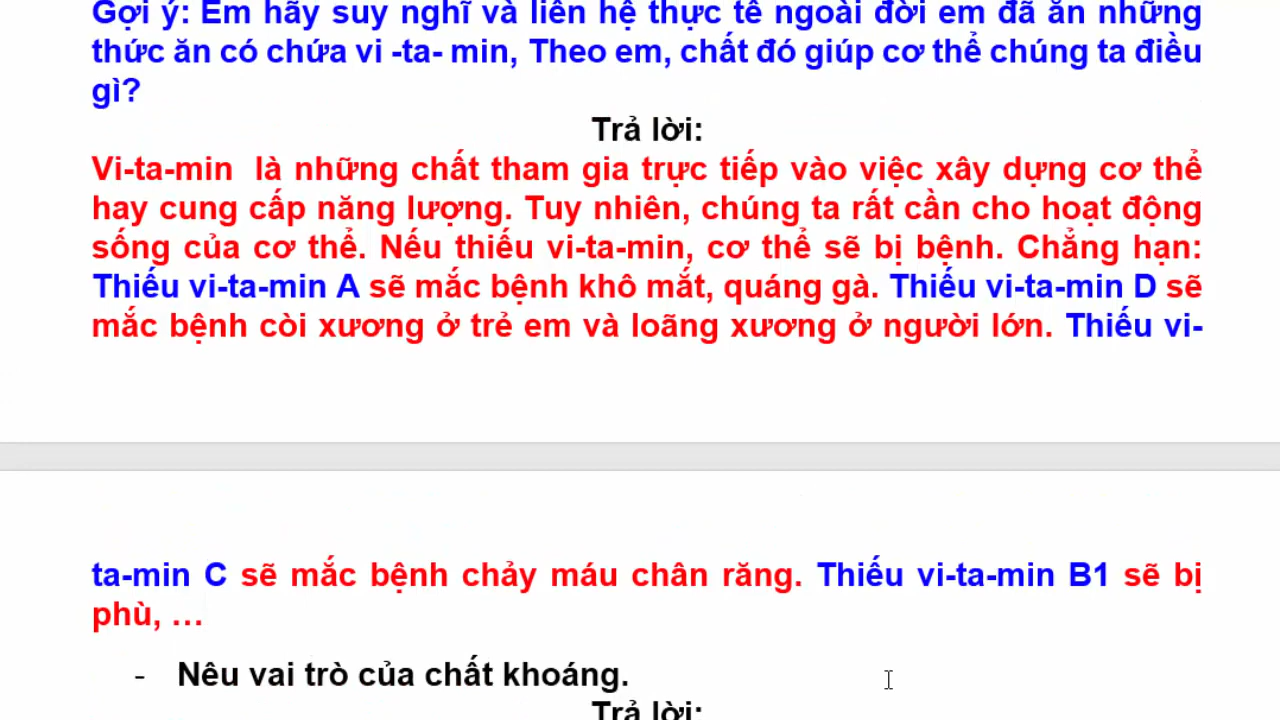 Gợi ý: Em hãy suy nghĩ và liên hệ thực tế ngoài đời em đã ăn những
thức ăn có chứa vi -ta- min, Theo em, chất đó giúp cơ thể chúng ta điều
gì?
Trả lời:
Vi-ta-min là những chất tham gia trực tiếp vào việc xây dựng cơ thể
hay cung cấp năng lượng. Tuy nhiên, chúng ta rất cần cho hoạt động
sống của cơ thể. Nếu thiếu vi-ta-min, cơ thể sẽ bị bệnh. Chẳng hạn:
Thiếu vi-ta-min A sẽ mắc bệnh khô mắt, quáng gà. Thiếu vi-ta-min D sẽ
mắc bệnh còi xương ở trẻ em và loãng xương ở người lớn. Thiếu vi-
ta-min C sẽ mắc bệnh chảy máu chân răng. Thiếu vi-ta-min B1 sẽ bị
phù, ...
- Nêu vai trò của chất khoáng.
Trả lời: